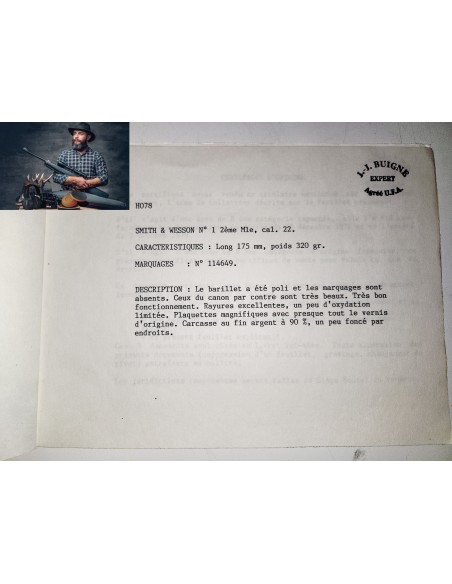 J.-J. BUIGNE
EXPERT
Agréé U.F.A.
H078
SMITH & WESSON N° 1 2ème Mle, cal. 22.
CARACTERISTIQUES : Long 175 mm, poids 320 gr.
MARQUAGES : N° 114649.
DESCRIPTION : Le barillet a été poli et les marquages sont
absents. Ceux du canon par contre sont très beaux. Très bon
fonctionnement. Rayures excellentes, un peu d'oxydation
limitée. Plaquettes magnifiques avec presque tout le vernis
d'origine. Carcasse au fin argent à 90 %, un peu foncé par
endroits.